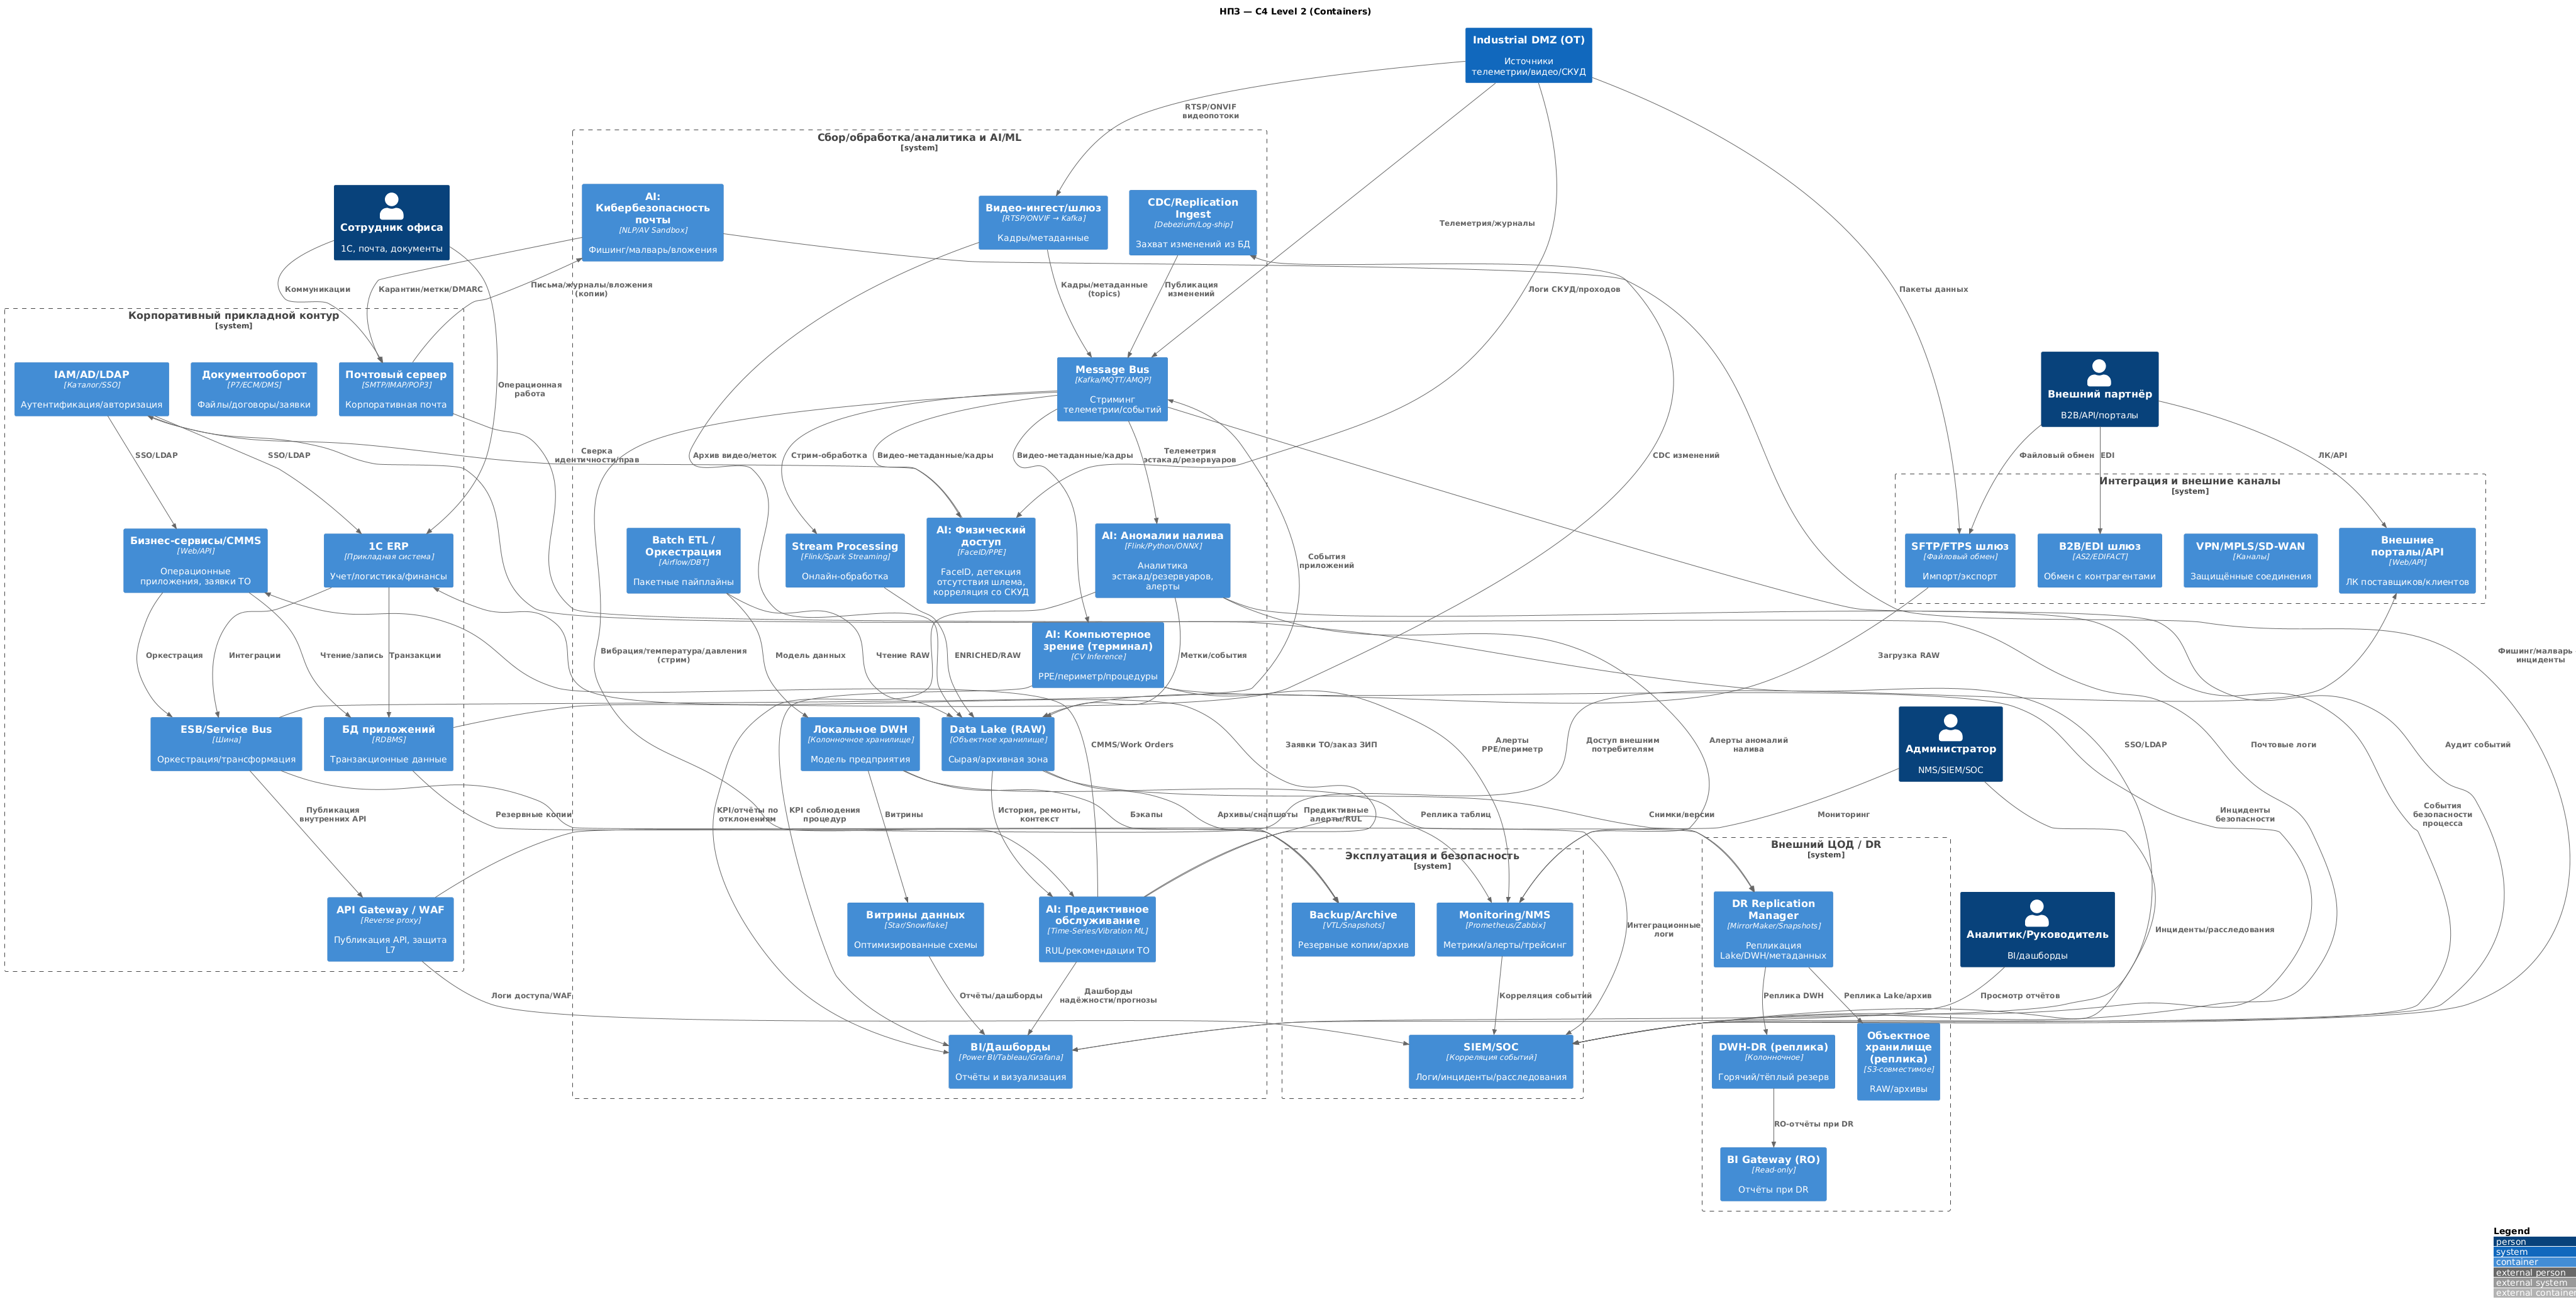 НПЗ — C4 Level 2 (Containers)
Industrial DMZ (OT)
Источники
телеметрии/видео/СКУД
RTSP/ONVIF
видеопотоки
Сбор/обработка/аналитика и AI/ML
[system]
Сотрудник офиса
1С, почта, документы
AI:
Кибербезопасность
почты
[NLP/AV Sandbox]
Фишинг/малварь/вложения
Видео-ингест/шлюз
[RTSP/ONVIF → Kafka]
Кадры/метаданные
CDC/Replication
Ingest
[Debezium/Log-ship]
Захват изменений из БД
Телеметрия/журналы
Коммуникации
Карантин/метки/DMARC
Письма/журналы/вложения
(копии)
Кадры/метаданные
(topics)
Публикация
изменений
Логи СКУД/проходов
Пакеты данных
Корпоративный прикладной контур
[system]
IAM/AD/LDAP
[Каталог/SSO]
Аутентификация/авторизация
Документооборот
[P7/ECM/DMS]
Файлы/договоры/заявки
Почтовый сервер
[SMTP/IMAP/POP3]
Корпоративная почта
Операционная
работа
Message Bus
[Kafka/MQTT/AMQP]
Стриминг
телеметрии/событий
Внешний партнёр
B2B/API/порталы
SSO/LDAP
SSO/LDAP
Сверка
идентичности/прав
Архив видео/меток
Стрим-обработка
Видео-метаданные/кадры
Видео-метаданные/кадры
Телеметрия
эстакад/резервуаров
CDC изменений
Файловый обмен
EDI
ЛК/API
Интеграция и внешние каналы
[system]
Бизнес-сервисы/CMMS
[Web/API]
Операционные
приложения, заявки ТО
1С ERP
[Прикладная система]
Учет/логистика/финансы
Batch ETL /
Оркестрация
[Airflow/DBT]
Пакетные пайплайны
Stream Processing
[Flink/Spark Streaming]
Онлайн-обработка
AI: Физический
доступ
[FaceID/PPE]
FaceID, детекция
отсутствия шлема,
корреляция со СКУД
AI: Аномалии налива
[Flink/Python/ONNX]
Аналитика
эстакад/резервуаров,
алерты
События
приложений
SFTP/FTPS шлюз
[Файловый обмен]
Импорт/экспорт
B2B/EDI шлюз
[AS2/EDIFACT]
Обмен с контрагентами
VPN/MPLS/SD-WAN
[Каналы]
Защищённые соединения
Внешние
порталы/API
[Web/API]
ЛК поставщиков/клиентов
Оркестрация
Интеграции
Чтение/запись
Транзакции
Вибрация/температура/давления
(стрим)
Модель данных
Чтение RAW
ENRICHED/RAW
AI: Компьютерное
зрение (терминал)
[CV Inference]
PPE/периметр/процедуры
Метки/события
Загрузка RAW
Фишинг/малварь
инциденты
ESB/Service Bus
[Шина]
Оркестрация/трансформация
БД приложений
[RDBMS]
Транзакционные данные
Локальное DWH
[Колоночное хранилище]
Модель предприятия
Data Lake (RAW)
[Объектное хранилище]
Сырая/архивная зона
CMMS/Work Orders
Заявки ТО/заказ ЗИП
Алерты
PPE/периметр
Доступ внешним
потребителям
Алерты аномалий
налива
Администратор
NMS/SIEM/SOC
SSO/LDAP
Почтовые логи
Аудит событий
Публикация
внутренних API
Резервные копии
KPI/отчёты по
отклонениям
KPI соблюдения
процедур
Витрины
История, ремонты,
контекст
Бэкапы
Архивы/снапшоты
Предиктивные
алерты/RUL
Реплика таблиц
Снимки/версии
Мониторинг
Инциденты
безопасности
События
безопасности
процесса
Эксплуатация и безопасность
[system]
Внешний ЦОД / DR
[system]
API Gateway / WAF
[Reverse proxy]
Публикация API, защита
L7
Витрины данных
[Star/Snowflake]
Оптимизированные схемы
AI: Предиктивное
обслуживание
[Time-Series/Vibration ML]
RUL/рекомендации ТО
Backup/Archive
[VTL/Snapshots]
Резервные копии/архив
Monitoring/NMS
[Prometheus/Zabbix]
Метрики/алерты/трейсинг
Интеграционные
логи
DR Replication
Manager
[MirrorMaker/Snapshots]
Репликация
Lake/DWH/метаданных
Аналитик/Руководитель
BI/дашборды
Инциденты/расследования
Логи доступа/WAF
Отчёты/дашборды
Дашборды
надёжности/прогнозы
Корреляция событий
Реплика DWH
Реплика Lake/архив
Просмотр отчётов
BI/Дашборды
[Power BI/Tableau/Grafana]
Отчёты и визуализация
SIEM/SOC
[Корреляция событий]
Логи/инциденты/расследования
DWH-DR (реплика)
[Колоночное]
Горячий/тёплый резерв
Объектное
хранилище
(реплика)
[S3-совместимое]
RAW/архивы
RO-отчёты при DR
BI Gateway (RO)
[Read-only]
Отчёты при DR
Legend
person
system
container
external person
external system
external container